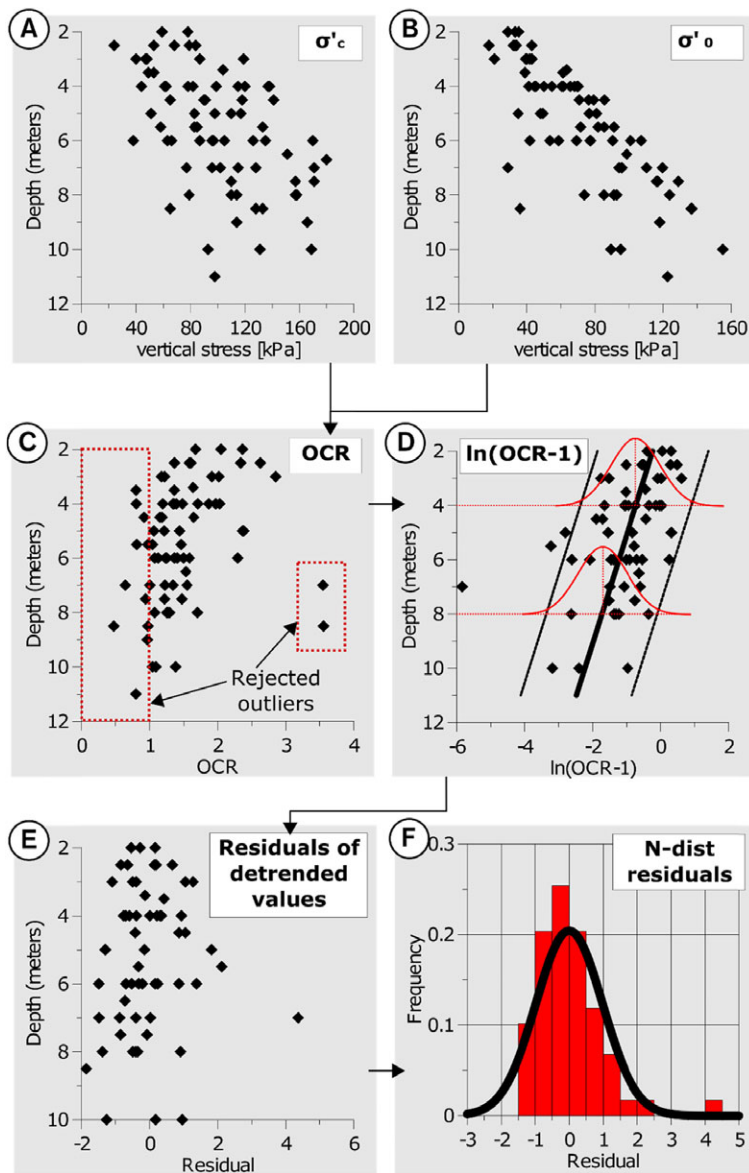 A
σ'c
2
4
6
8
10
12
Depth (meters)
0 40 80 120 160 200
vertical stress [kPa]
B
σ'0
2
4
6
8
10
12
Depth (meters)
0 40 80 120 160
vertical stress [kPa]
C
OCR
2
4
6
8
10
12
Depth (meters)
Rejected
outliers
0 1 2 3 4
OCR
D
ln(OCR-1)
2
4
6
8
10
12
Depth (meters)
-6 -4 -2 0 2
ln(OCR-1)
E
Residuals of
detrended
values
2
4
6
8
10
Depth (meters)
-2 0 2 4 6
Residual
F
N-dist
residuals
0.3
0.2
0.1
0
Frequency
-3 -2 -1 0 1 2 3 4 5
Residual